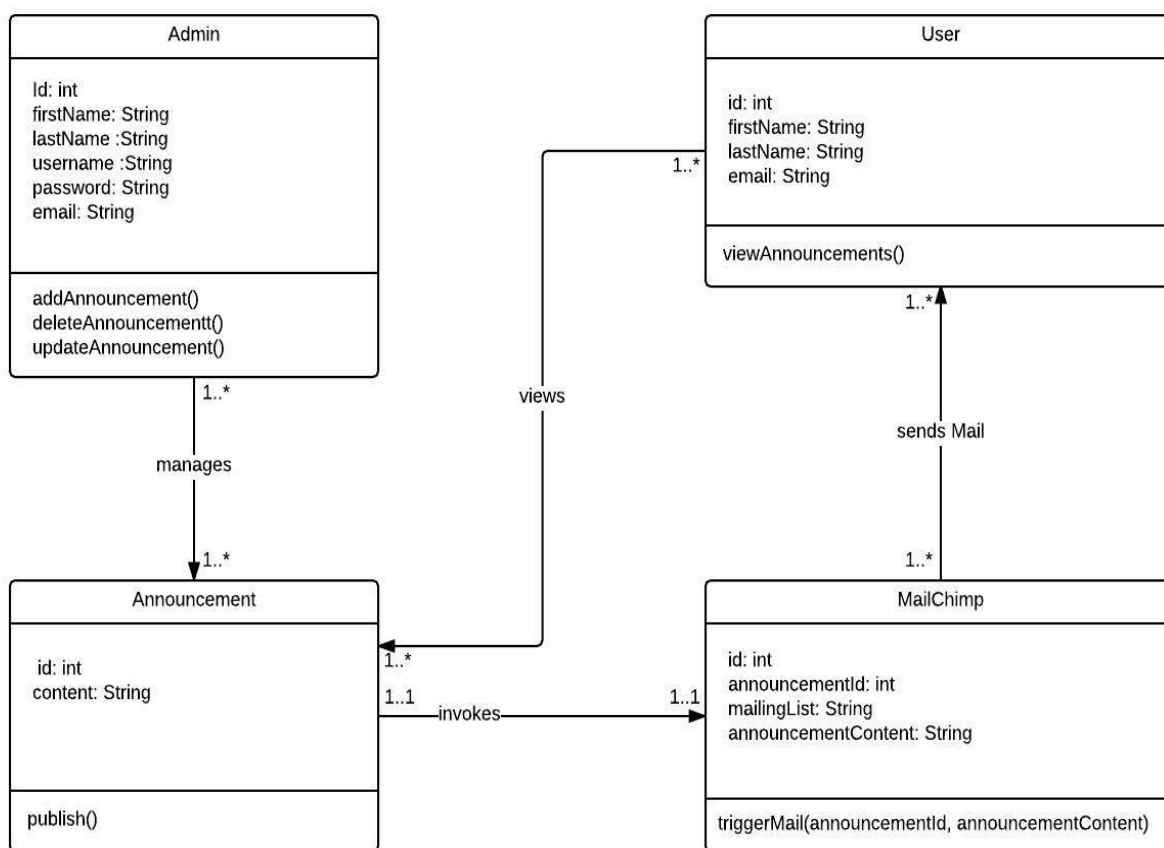 Admin
Id: int
firstName: String
lastName :String
username :String
password: String
email: String
addAnnouncement()
deleteAnnouncementt()
updateAnnouncement()
User
id: int
firstName: String
lastName: String
email: String
viewAnnouncements()
1..*
1..*
views
1..*
manages
1..*
sends Mail
1..*
1..*
Announcement
id: int
content: String
publish()
1..*
1..1
invokes
1..1
MailChimp
id: int
announcementId: int
mailingList: String
announcementContent: String
triggerMail(announcementId, announcementContent)